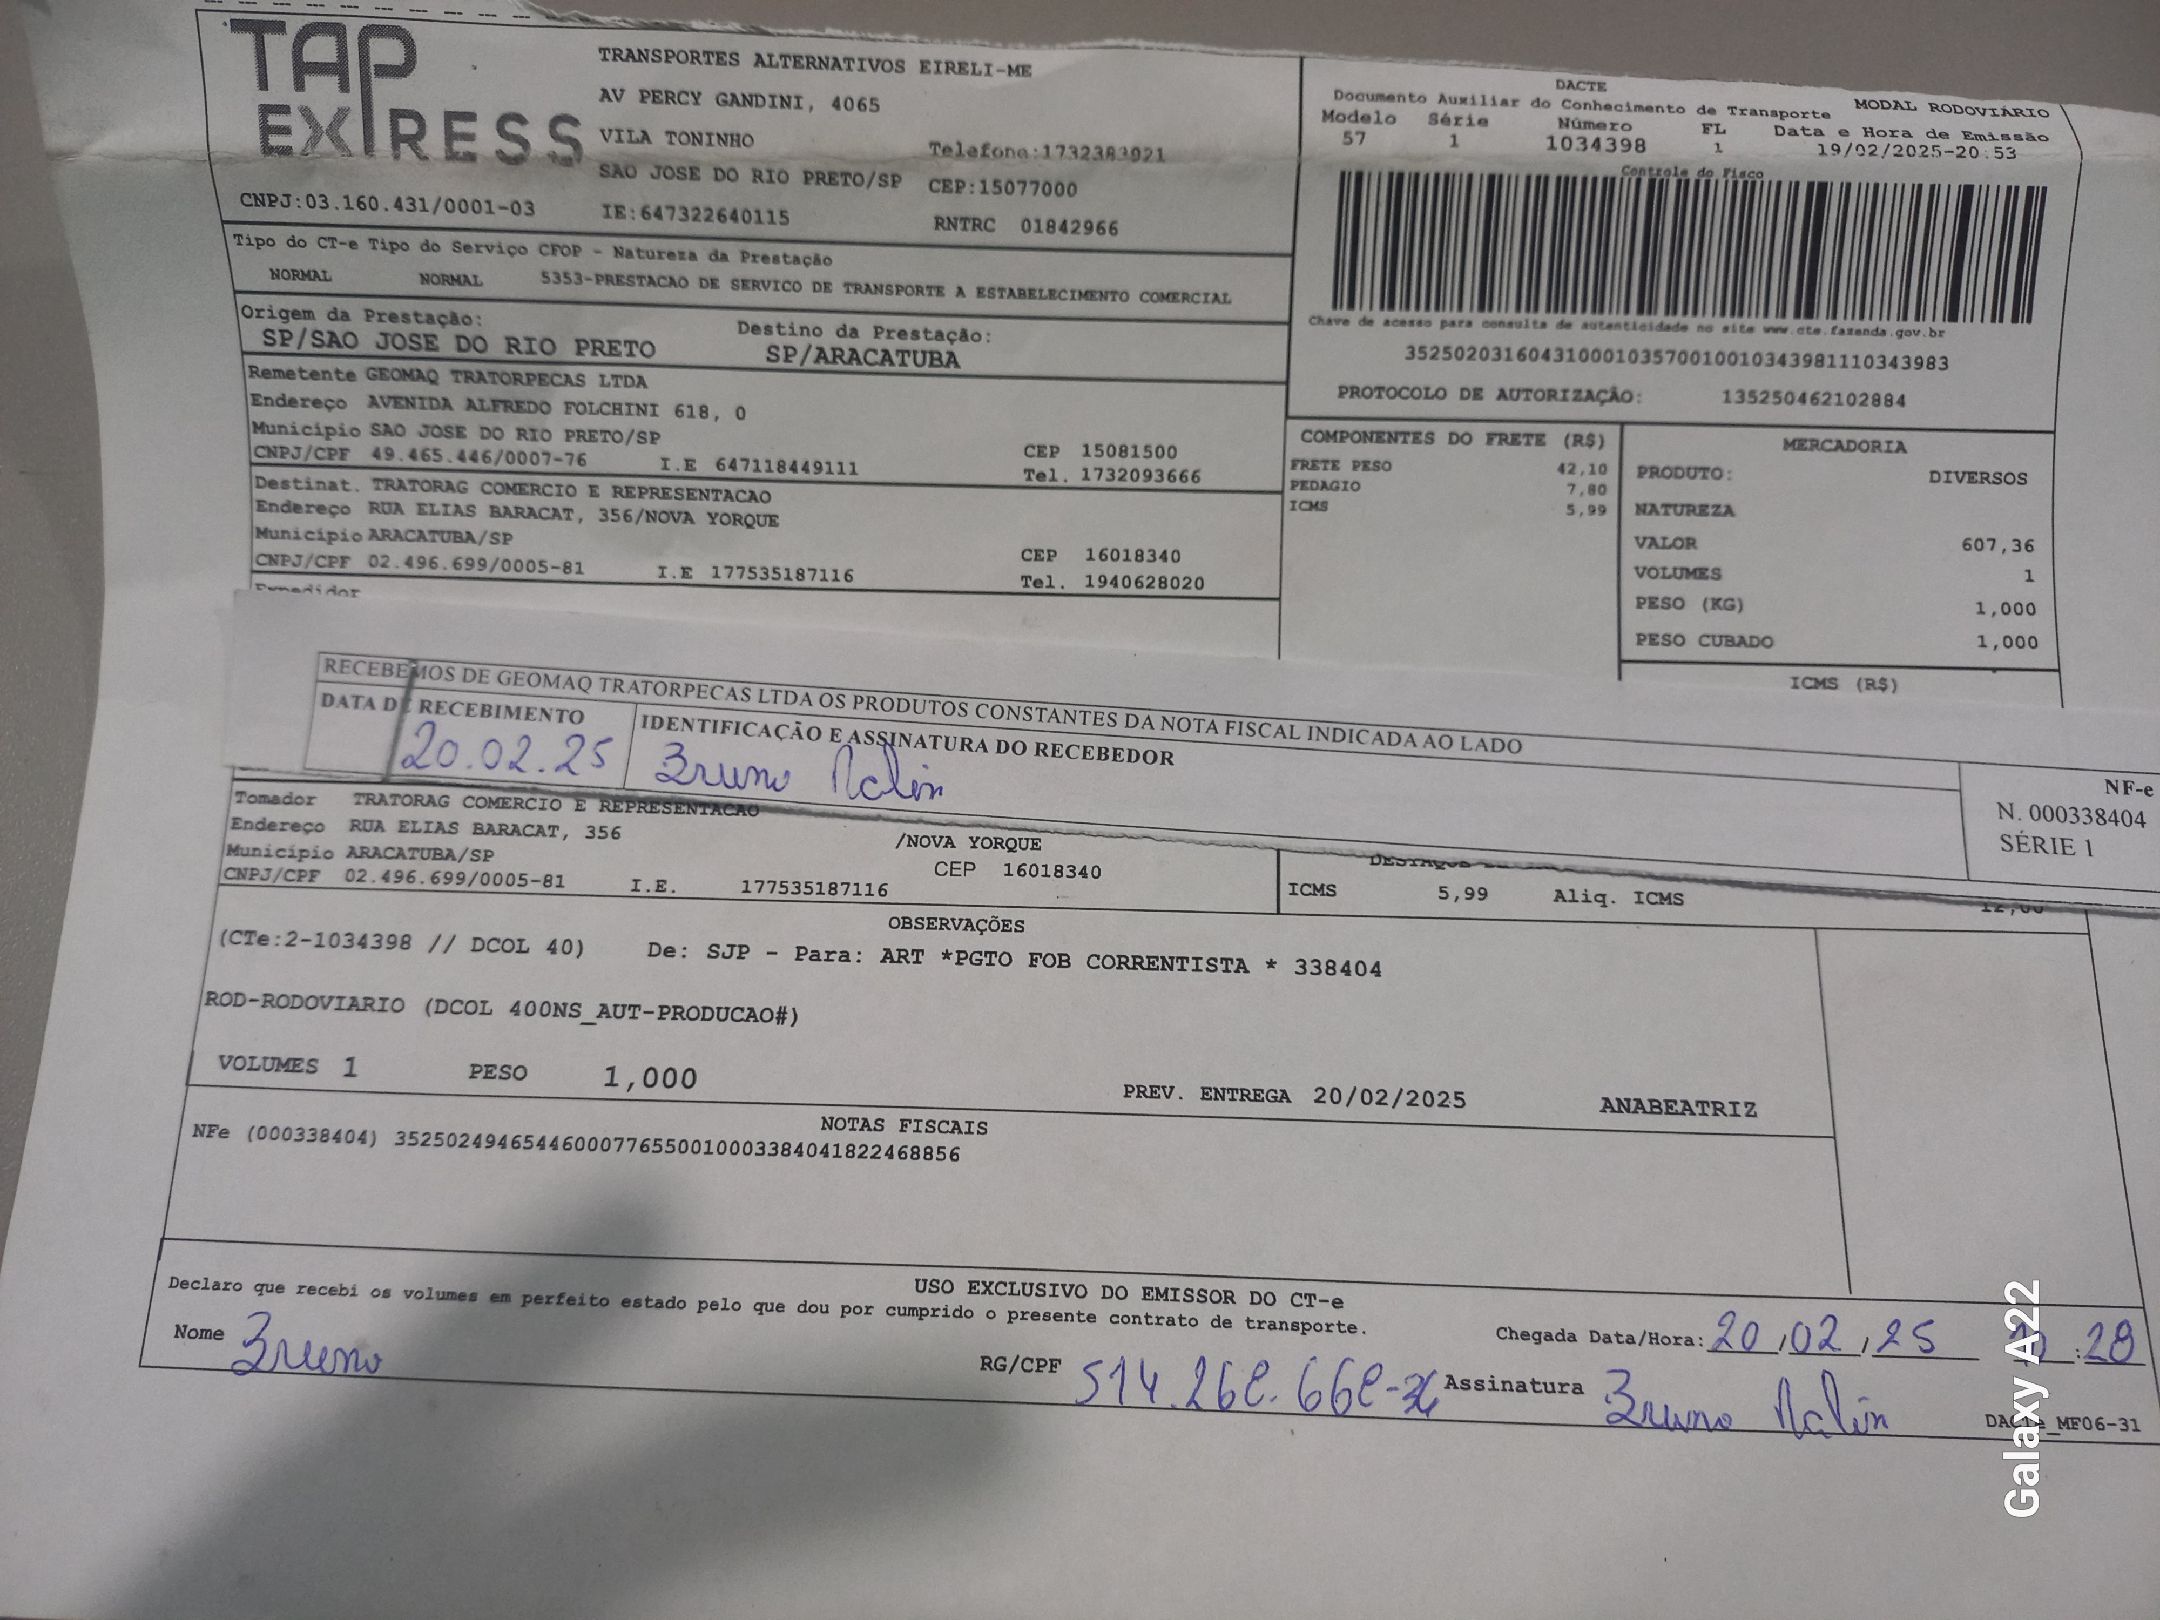 TAP EXPRESS
TRANSPORTES ALTERNATIVOS EIRELI-ME
AV PERCY GANDINI, 4065
VILA TONINHO Telefone:1732383021
SAO JOSE DO RIO PRETO/SP CEP:15077000
CNPJ:03.160.431/0001-03 IE:647322640115 RNTRC 01842966
DACTE
Documento Auxiliar do Conhecimento de Transporte MODAL RODOVIÁRIO
Modelo Série Número FL Data e Hora de Emissão
57 1 1034398 1 19/02/2025-20:53
Controle do Fisco
Chave de acesso para consulta de autenticidade no site www.cte.fazenda.gov.br
35250203160431000103570010010343981110343983
PROTOCOLO DE AUTORIZAÇÃO: 135250462102884
Tipo do CT-e Tipo do Serviço CFOP - Natureza da Prestação
NORMAL NORMAL 5353-PRESTACAO DE SERVICO DE TRANSPORTE A ESTABELECIMENTO COMERCIAL
Origem da Prestação: Destino da Prestação:
SP/SAO JOSE DO RIO PRETO SP/ARACATUBA
Remetente GEOMAQ TRATORPECAS LTDA
Endereço AVENIDA ALFREDO FOLCHINI 618, 0
Município SAO JOSE DO RIO PRETO/SP CEP 15081500
CNPJ/CPF 49.465.446/0007-76 I.E 647118449111 Tel. 1732093666
Destinat. TRATORAG COMERCIO E REPRESENTACAO
Endereço RUA ELIAS BARACAT, 356/NOVA YORQUE
Município ARACATUBA/SP CEP 16018340
CNPJ/CPF 02.496.699/0005-81 I.E 177535187116 Tel. 1940628020
Expedidor
COMPONENTES DO FRETE (R$)
FRETE PESO 42,10
PEDAGIO 7,80
ICMS 5,99
MERCADORIA
PRODUTO: DIVERSOS
NATUREZA
VALOR 607,36
VOLUMES 1
PESO (KG) 1,000
PESO CUBADO 1,000
ICMS (R$)
RECEBEMOS DE GEOMAQ TRATORPECAS LTDA OS PRODUTOS CONSTANTES DA NOTA FISCAL INDICADA AO LADO
DATA DE RECEBIMENTO IDENTIFICAÇÃO E ASSINATURA DO RECEBEDOR
20.02.25 Bruno
NF-e
N. 000338404
SÉRIE 1
Tomador TRATORAG COMERCIO E REPRESENTACAO
Endereço RUA ELIAS BARACAT, 356 /NOVA YORQUE
Município ARACATUBA/SP CEP 16018340
CNPJ/CPF 02.496.699/0005-81 I.E. 177535187116
ICMS 5,99 Aliq. ICMS 12,00
OBSERVAÇÕES
(CTe:2-1034398 // DCOL 40) De: SJP - Para: ART *PGTO FOB CORRENTISTA * 338404
ROD-RODOVIARIO (DCOL 400NS_AUT-PRODUCAO#)
VOLUMES 1 PESO 1,000 PREV. ENTREGA 20/02/2025 ANABEATRIZ
NOTAS FISCAIS
NFe (000338404) 35250249465446000776550010003384041822468856
USO EXCLUSIVO DO EMISSOR DO CT-e
Declaro que recebi os volumes em perfeito estado pelo que dou por cumprido o presente contrato de transporte.
Chegada Data/Hora: 20/02/25 :28
Nome Bruno RG/CPF Assinatura Bruno
DACTe_MF06-31
Galaxy A22